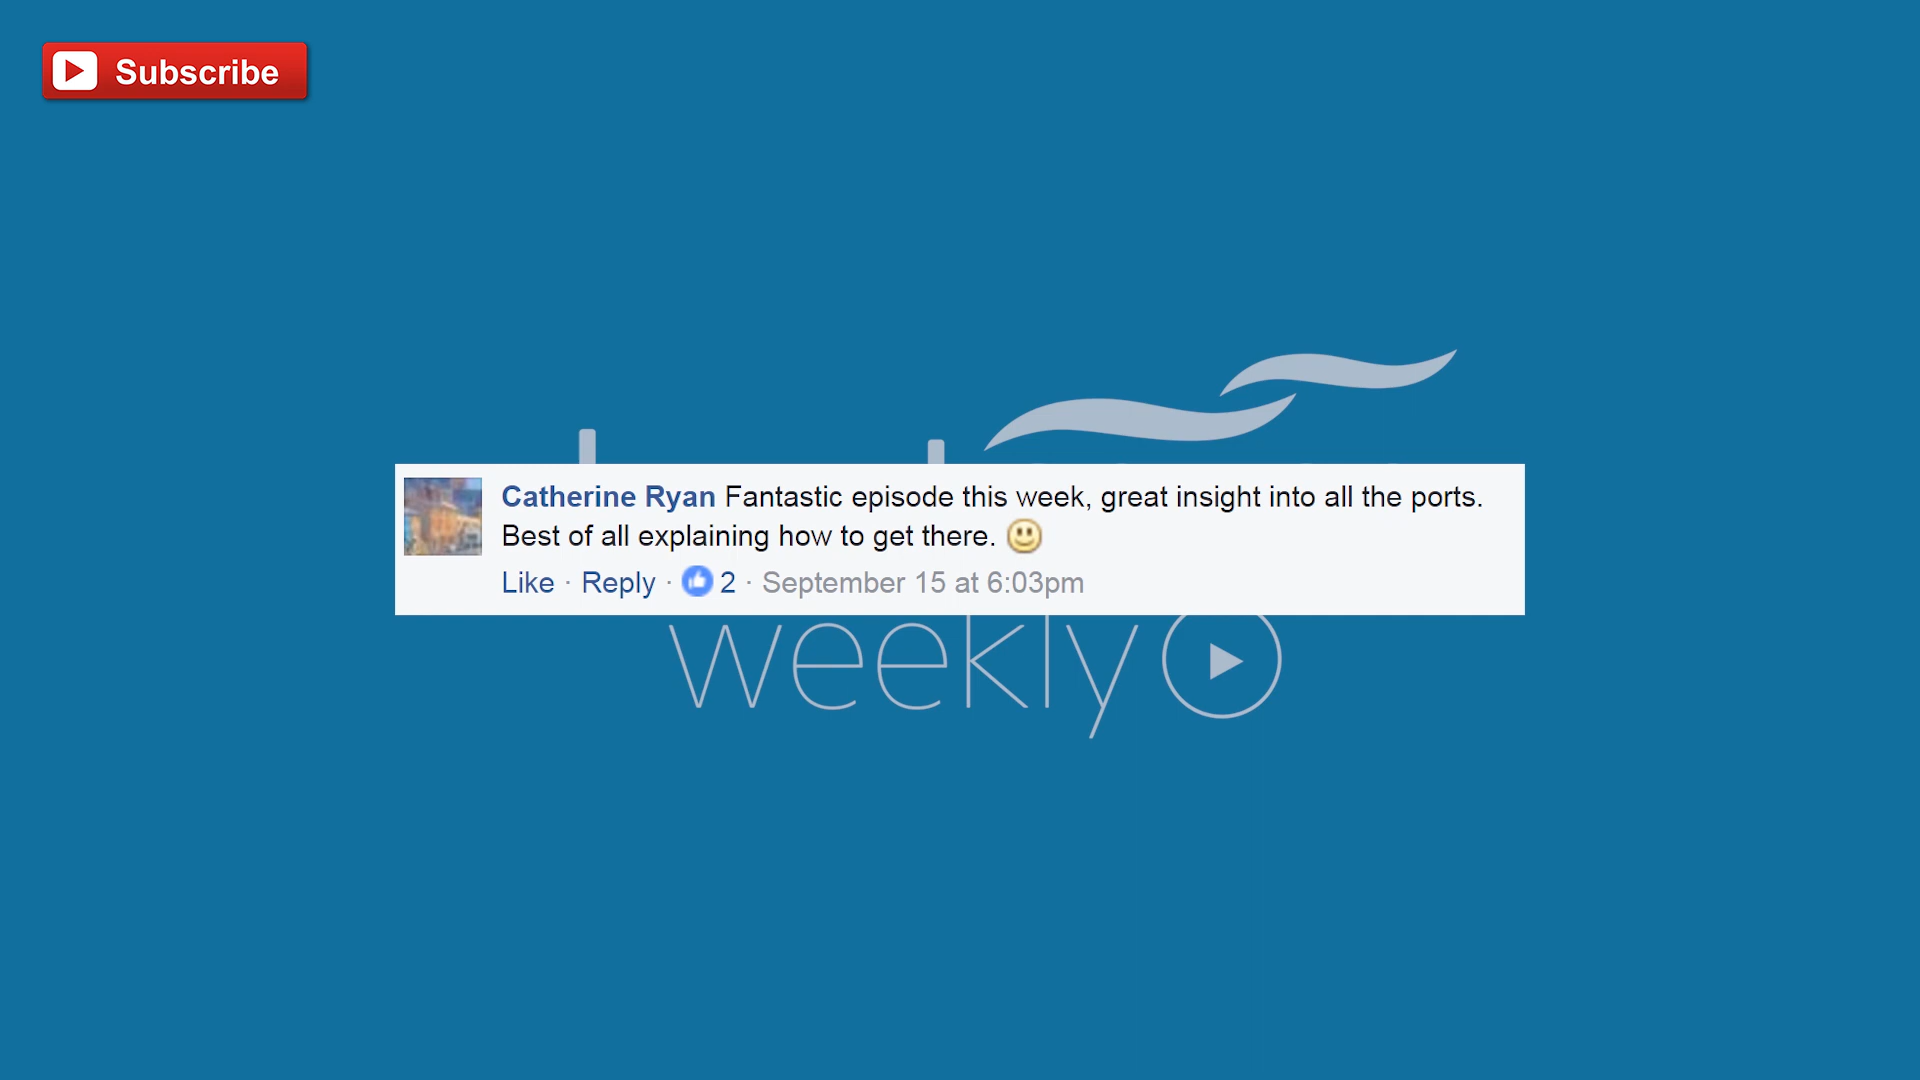 Subscribe
Catherine Ryan Fantastic episode this week, great insight into all the ports.
Best of all explaining how to get there.
Like · Reply · 2 · September 15 at 6:03pm
weekly